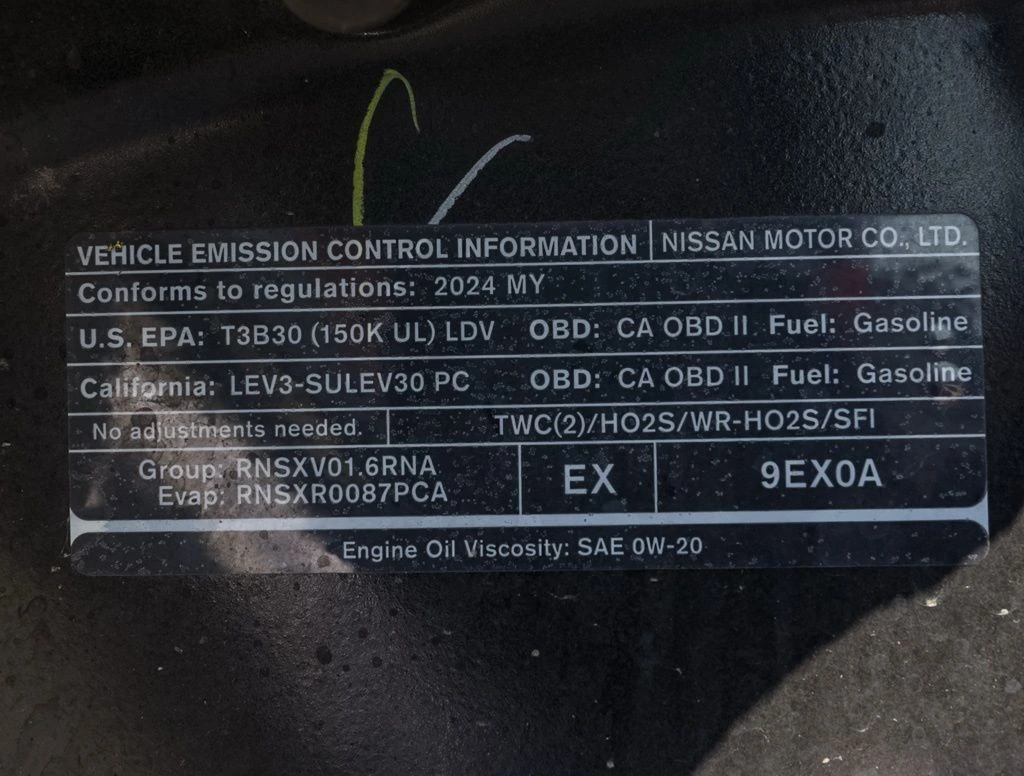 VEHICLE EMISSION CONTROL INFORMATION NISSAN MOTOR CO., LTD.
Conforms to regulations: 2024 MY
U.S. EPA: T3B30 (150K UL) LDV OBD: CA OBD II Fuel: Gasoline
California: LEV3-SULEV30 PC OBD: CA OBD II Fuel: Gasoline
No adjustments needed. TWC(2)/HO2S/WR-HO2S/SFI
Group: RNSXV01.6RNA
Evap: RNSXR0087PCA
EX 9EX0A
Engine Oil Viscosity: SAE 0W-20